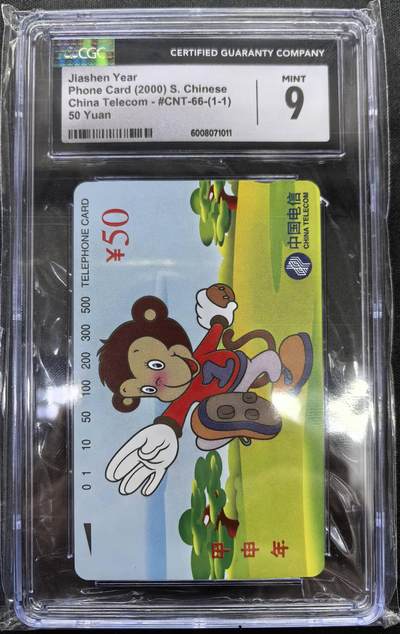 CGC
CERTIFIED GUARANTY COMPANY
Jiashen Year
Phone Card (2000) S. Chinese
China Telecom - #CNT-66-(1-1)
50 Yuan
MINT
9
6008071011
中国电信
CHINA TELECOM
¥50
TELEPHONE CARD
0 1 10 50 100 200 300 500
甲申年